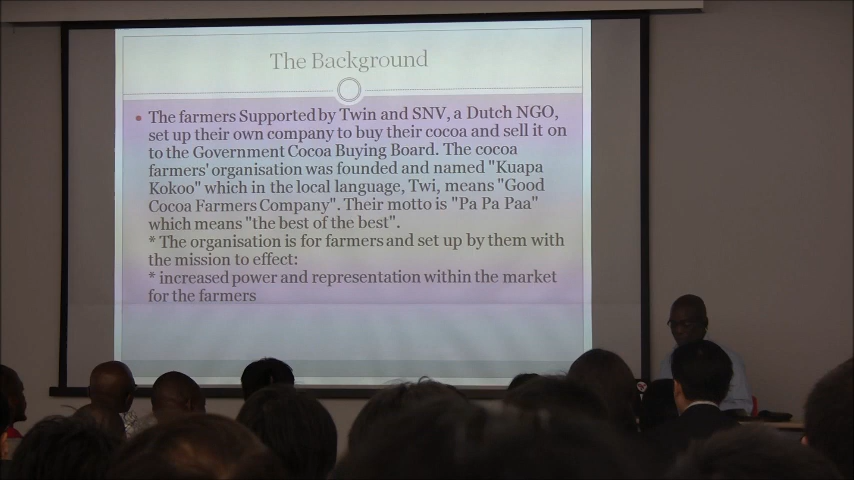 The Background
The farmers Supported by Twin and SNV, a Dutch NGO,
set up their own company to buy their cocoa and sell it on
to the Government Cocoa Buying Board. The cocoa
farmers' organisation was founded and named "Kuapa
Kokoo" which in the local language, Twi, means "Good
Cocoa Farmers Company". Their motto is "Pa Pa Paa"
which means "the best of the best".
* The organisation is for farmers and set up by them with
the mission to effect:
* increased power and representation within the market
for the farmers